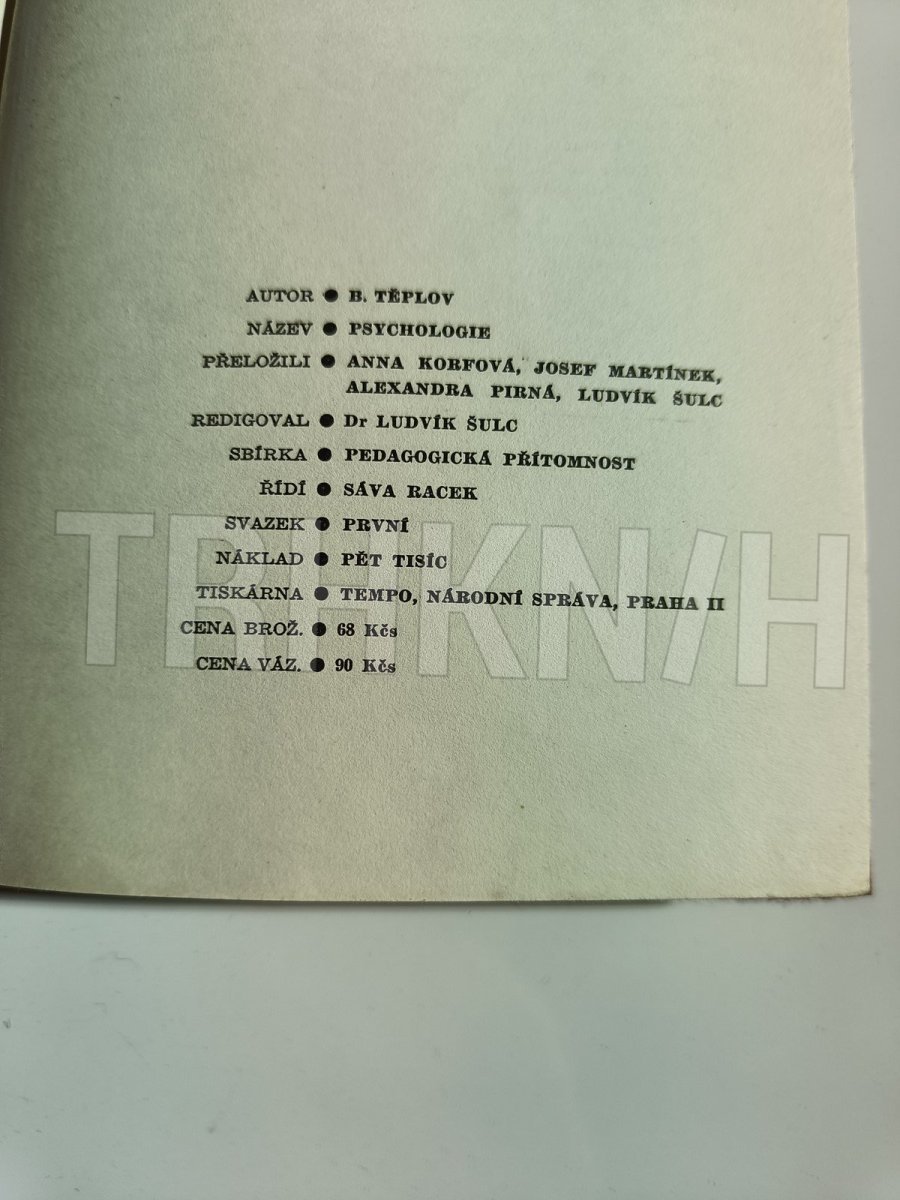 AUTOR ● B. TĚPLOV
NÁZEV ● PSYCHOLOGIE
PŘELOŽILI ● ANNA KORFOVÁ, JOSEF MARTÍNEK,
ALEXANDRA PIRNÁ, LUDVÍK ŠULC
REDIGOVAL ● Dr LUDVÍK ŠULC
SBÍRKA ● PEDAGOGICKÁ PŘÍTOMNOST
ŘÍDÍ ● SÁVA RACEK
SVAZEK ● PRVNÍ
NÁKLAD ● PĚT TISÍC
TISKÁRNA ● TEMPO, NÁRODNÍ SPRÁVA, PRAHA II
CENA BROŽ. ● 68 Kčs
CENA VÁZ. ● 90 Kčs
TRHKN/H